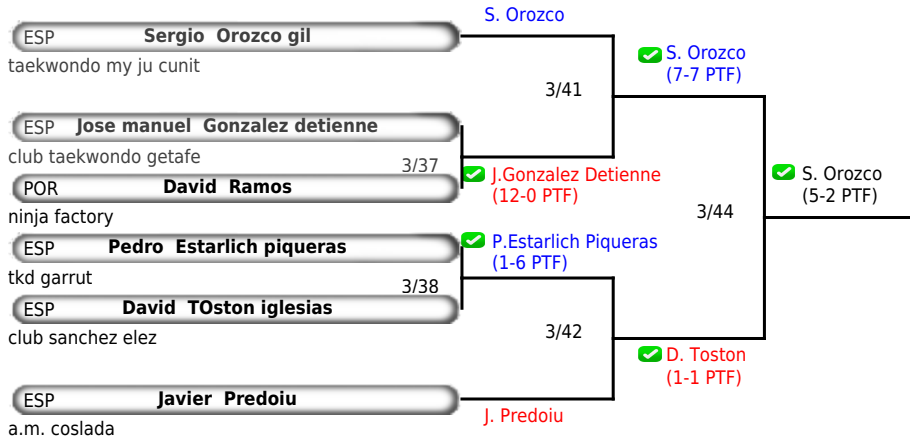 S. Orozco
ESP Sergio Orozco gil
taekwondo my ju cunit
S. Orozco
(7-7 PTF)
3/41
ESP Jose manuel Gonzalez detienne
club taekwondo getafe
3/37
J.Gonzalez Detienne
(12-0 PTF)
POR David Ramos
ninja factory
S. Orozco
(5-2 PTF)
3/44
ESP Pedro Estarlich piqueras
tkd garrut
P.Estarlich Piqueras
(1-6 PTF)
3/38
ESP David TOston iglesias
club sanchez elez
3/42
D. Toston
(1-1 PTF)
ESP Javier Predoiu
a.m. coslada
J. Predoiu